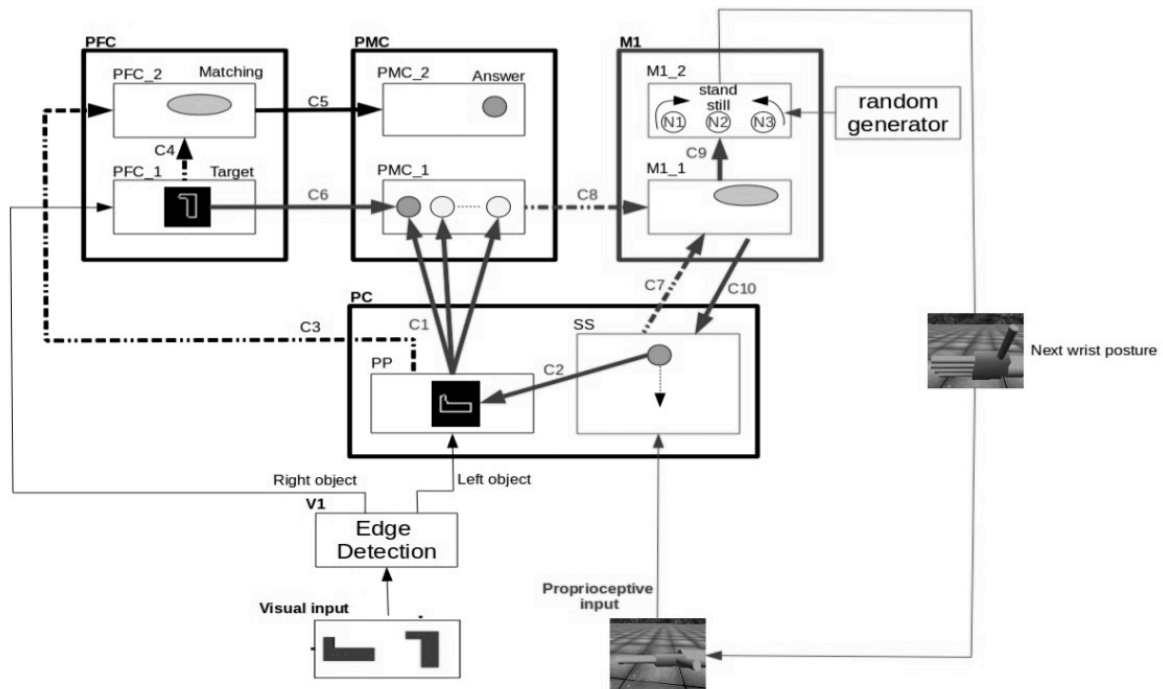 PFC
PMC
M1
PFC_2
Matching
PMC_2
Answer
M1_2
stand
still
N1
N2
N3
random
generator
C5
C4
C9
PFC_1
Target
PMC_1
M1_1
C6
C8
C7
C10
PC
C3
C1
SS
PP
C2
Next wrist posture
Right object
Left object
V1
Edge
Detection
Proprioceptive
input
Visual input